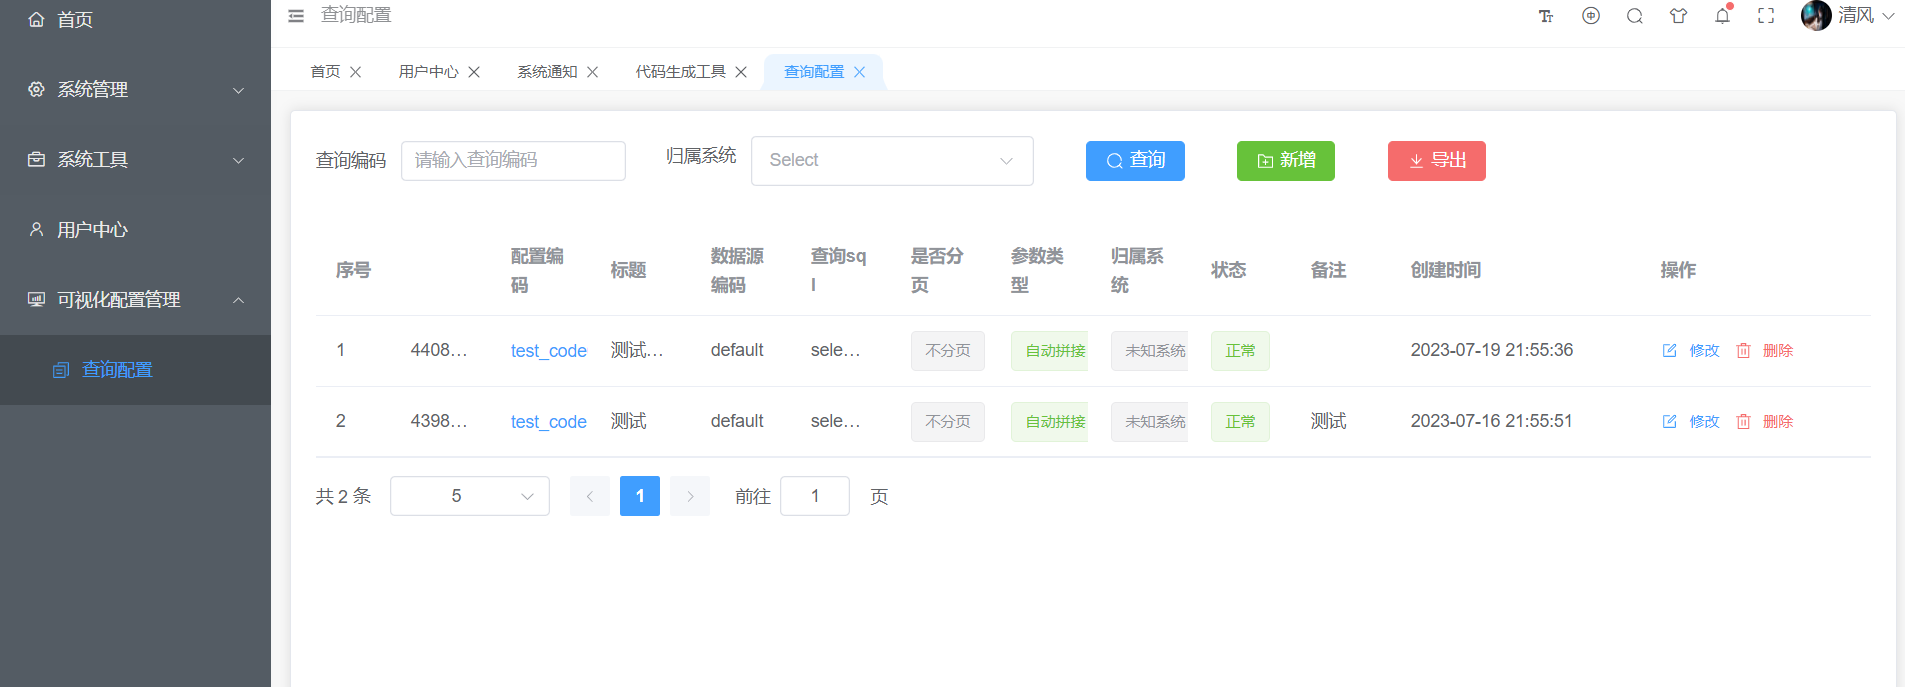 首页
系统管理
系统工具
用户中心
可视化配置管理
查询配置
查询配置
清风
首页 用户中心 系统通知 代码生成工具 查询配置
查询编码 请输入查询编码 归属系统 Select 查询 新增 导出
序号 配置编码 标题 数据源编码 查询sql 是否分页 参数类型 归属系统 状态 备注 创建时间 操作
1 4408... test_code 测试... default sele... 不分页 自动拼接 未知系统 正常 2023-07-19 21:55:36 修改 删除
2 4398... test_code 测试 default sele... 不分页 自动拼接 未知系统 正常 测试 2023-07-16 21:55:51 修改 删除
共 2 条 5 1 前往 1 页